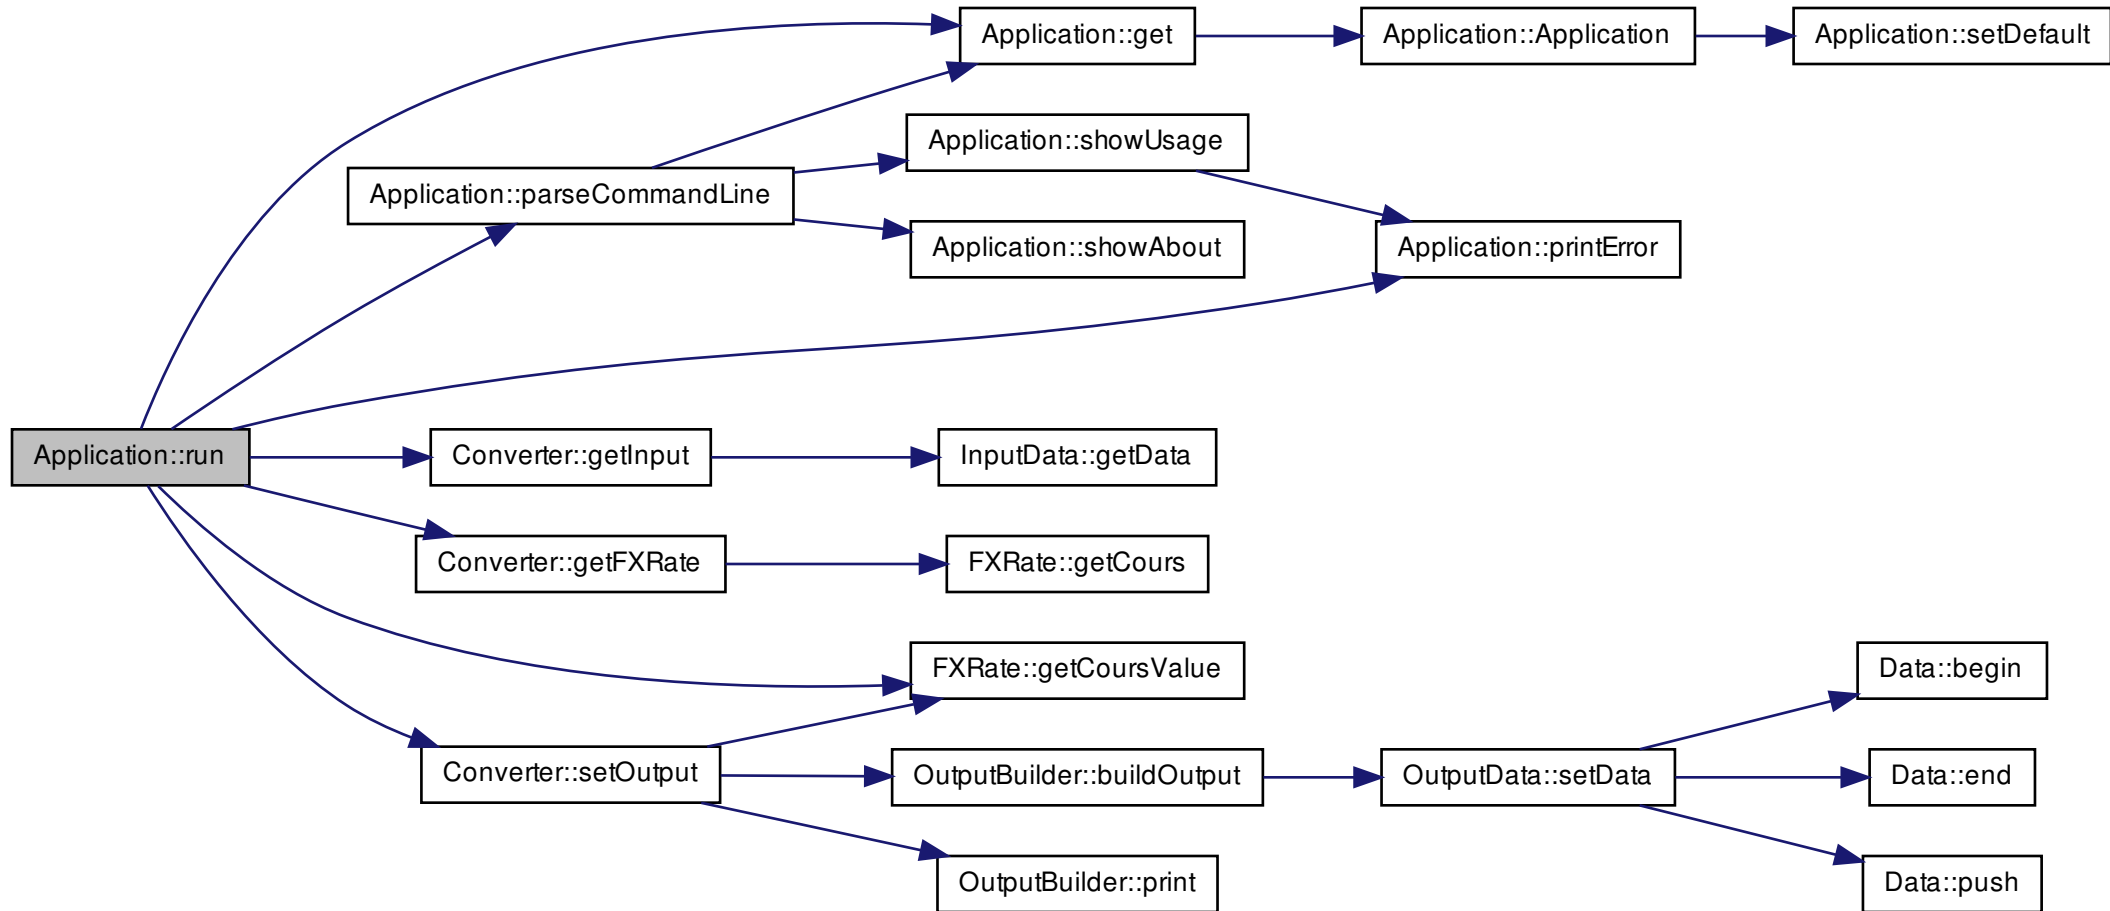 Application::get
Application::Application
Application::setDefault
Application::showUsage
Application::parseCommandLine
Application::showAbout
Application::printError
Application::run
Converter::getInput
InputData::getData
Converter::getFXRate
FXRate::getCours
FXRate::getCoursValue
Data::begin
Converter::setOutput
OutputBuilder::buildOutput
OutputData::setData
Data::end
OutputBuilder::print
Data::push